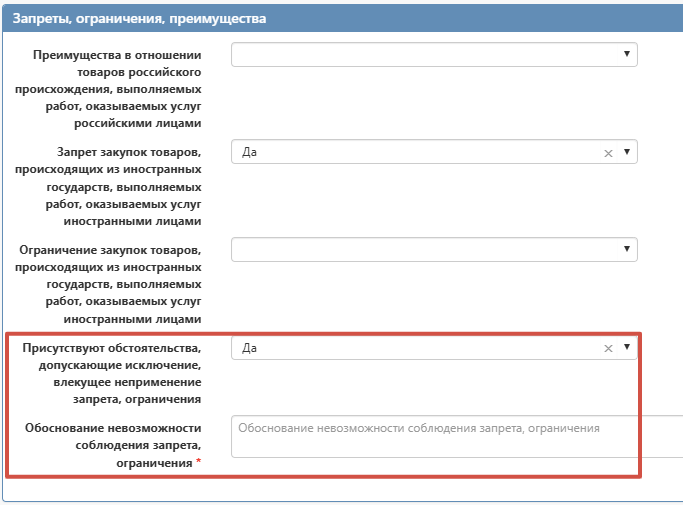 Запреты, ограничения, преимущества
Преимущества в отношении
товаров российского
происхождения, выполняемых
работ, оказываемых услуг
российскими лицами
Запрет закупок товаров,
происходящих из иностранных
государств, выполняемых
работ, оказываемых услуг
иностранными лицами
Да
Ограничение закупок товаров,
происходящих из иностранных
государств, выполняемых
работ, оказываемых услуг
иностранными лицами
Присутствуют обстоятельства,
допускающие исключение,
влекущее неприменение
запрета, ограничения
Да
Обоснование невозможности
соблюдения запрета,
ограничения *
Обоснование невозможности соблюдения запрета, ограничения